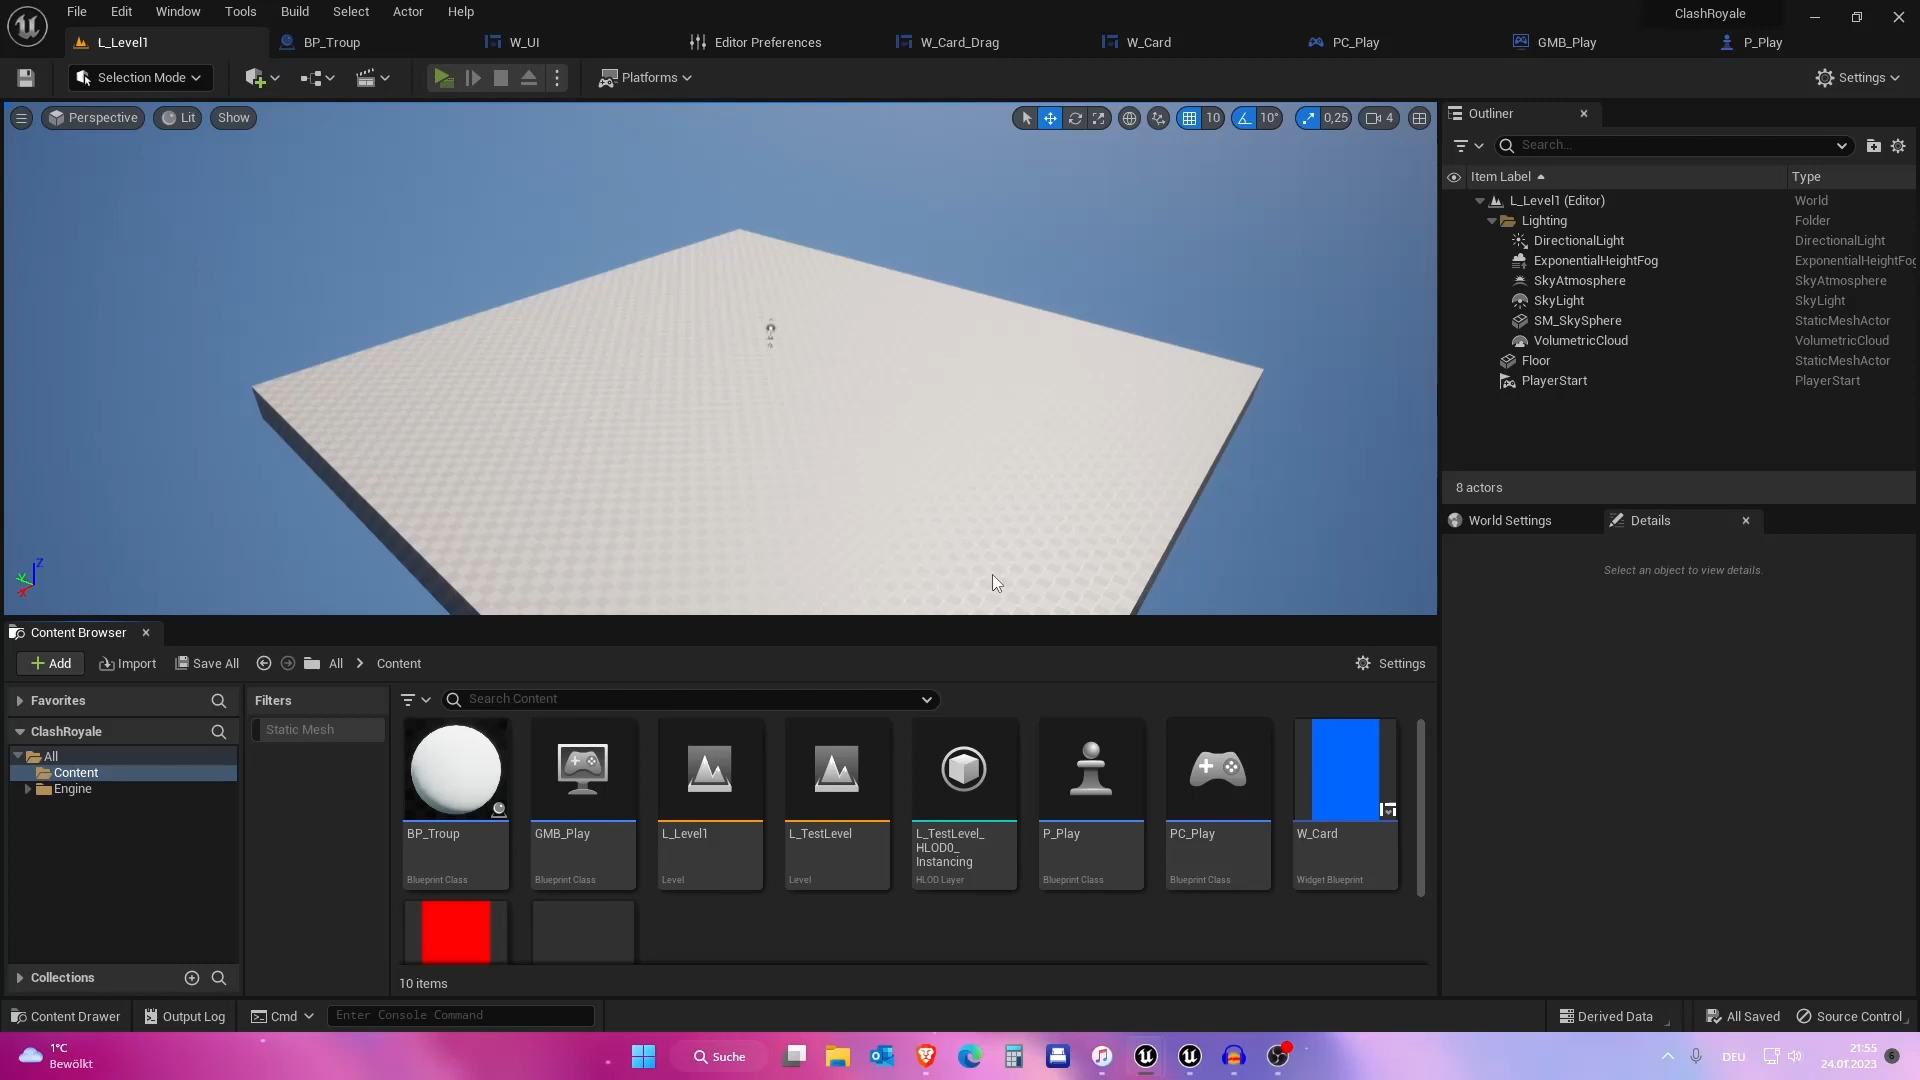 File Edit Window Tools Build Select Actor Help
ClashRoyale
L_Level1 BP_Troup W_UI Editor Preferences W_Card_Drag W_Card PC_Play GMB_Play P_Play
Selection Mode Platforms Settings
Perspective Lit Show 10 10° 0,25 4
Outliner
Search...
Item Label Type
L_Level1 (Editor) World
Lighting Folder
DirectionalLight DirectionalLight
ExponentialHeightFog ExponentialHeightFog
SkyAtmosphere SkyAtmosphere
SkyLight SkyLight
SM_SkySphere StaticMeshActor
VolumetricCloud VolumetricCloud
Floor StaticMeshActor
PlayerStart PlayerStart
8 actors
World Settings Details
Select an object to view details.
Z
Y
X
Content Browser
Add Import Save All All Content Settings
Favorites
Filters
Search Content
ClashRoyale
Static Mesh
All
Content
Engine
BP_Troup
Blueprint Class
GMB_Play
Blueprint Class
L_Level1
Level
L_TestLevel
Level
L_TestLevel_
HLOD0_
Instancing
HLOD Layer
P_Play
Blueprint Class
PC_Play
Blueprint Class
W_Card
Widget Blueprint
Collections
10 items
Content Drawer Output Log Cmd Enter Console Command Derived Data All Saved Source Control
1°C
Bewölkt
Suche
DEU
21:55
24.01.2023
6